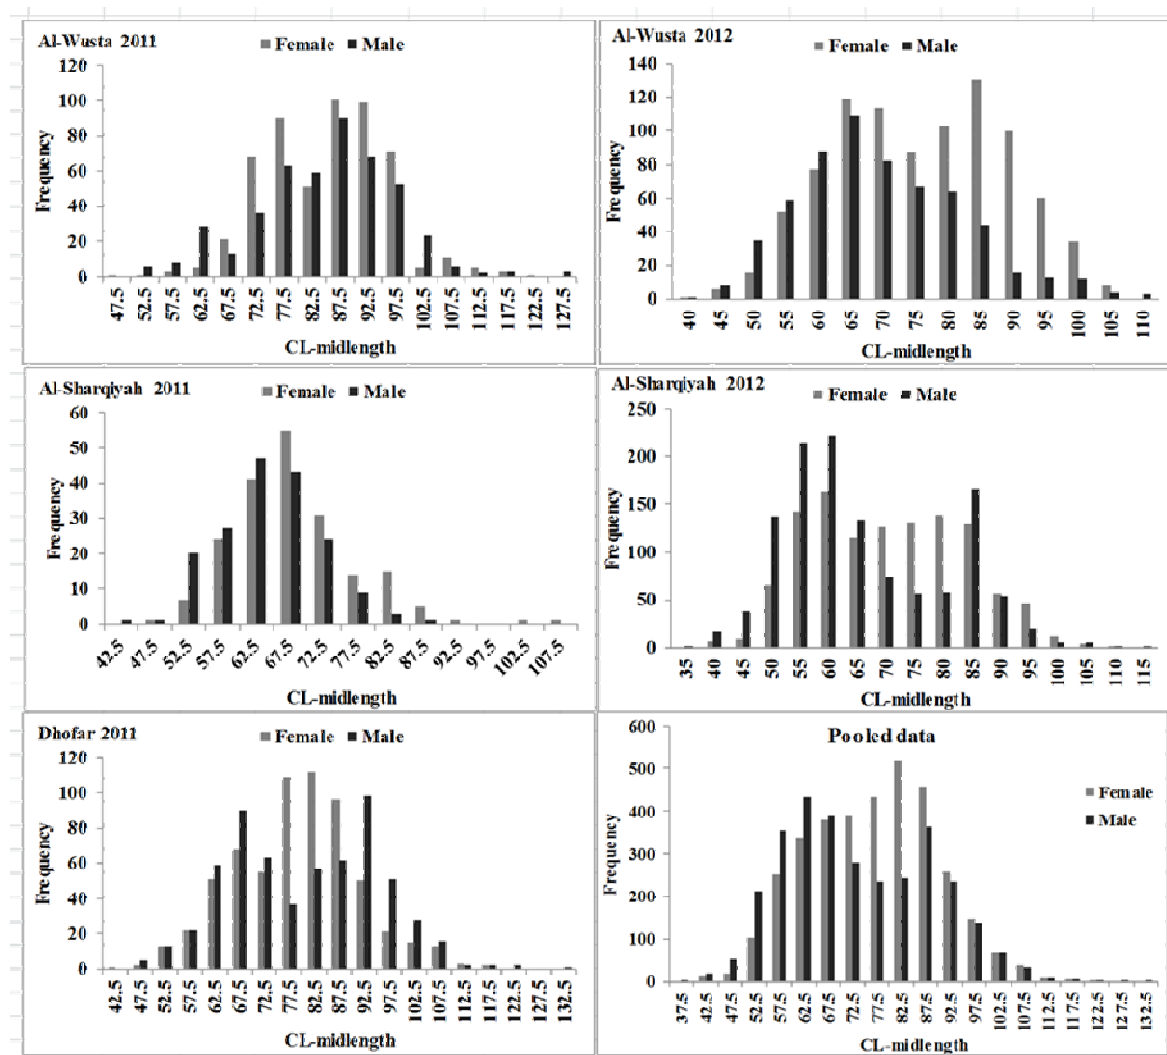 Al-Wusta 2011
Female Male
Frequency
120
100
80
60
40
20
0
47.5 52.5 57.5 62.5 67.5 72.5 77.5 82.5 87.5 92.5 97.5 102.5 107.5 112.5 117.5 122.5 127.5
CL-midlength
Al-Wusta 2012
Female Male
Frequency
140
120
100
80
60
40
20
0
40 45 50 55 60 65 70 75 80 85 90 95 100 105 110
CL-midlength
Al-Sharqiyah 2011
Female Male
Frequency
60
50
40
30
20
10
0
42.5 47.5 52.5 57.5 62.5 67.5 72.5 77.5 82.5 87.5 92.5 97.5 102.5 107.5
CL-midlength
Al-Sharqiyah 2012
Female Male
Frequency
250
200
150
100
50
0
35 40 45 50 55 60 65 70 75 80 85 90 95 100 105 110 115
CL-midlength
Dhofar 2011
Female Male
Frequency
120
100
80
60
40
20
0
42.5 47.5 52.5 57.5 62.5 67.5 72.5 77.5 82.5 87.5 92.5 97.5 102.5 107.5 112.5 117.5 122.5 127.5 132.5
CL-midlength
Pooled data
Female
Male
Frequency
600
500
400
300
200
100
0
37.5 42.5 47.5 52.5 57.5 62.5 67.5 72.5 77.5 82.5 87.5 92.5 97.5 102.5 107.5 112.5 117.5 122.5 127.5 132.5
CL-midlength